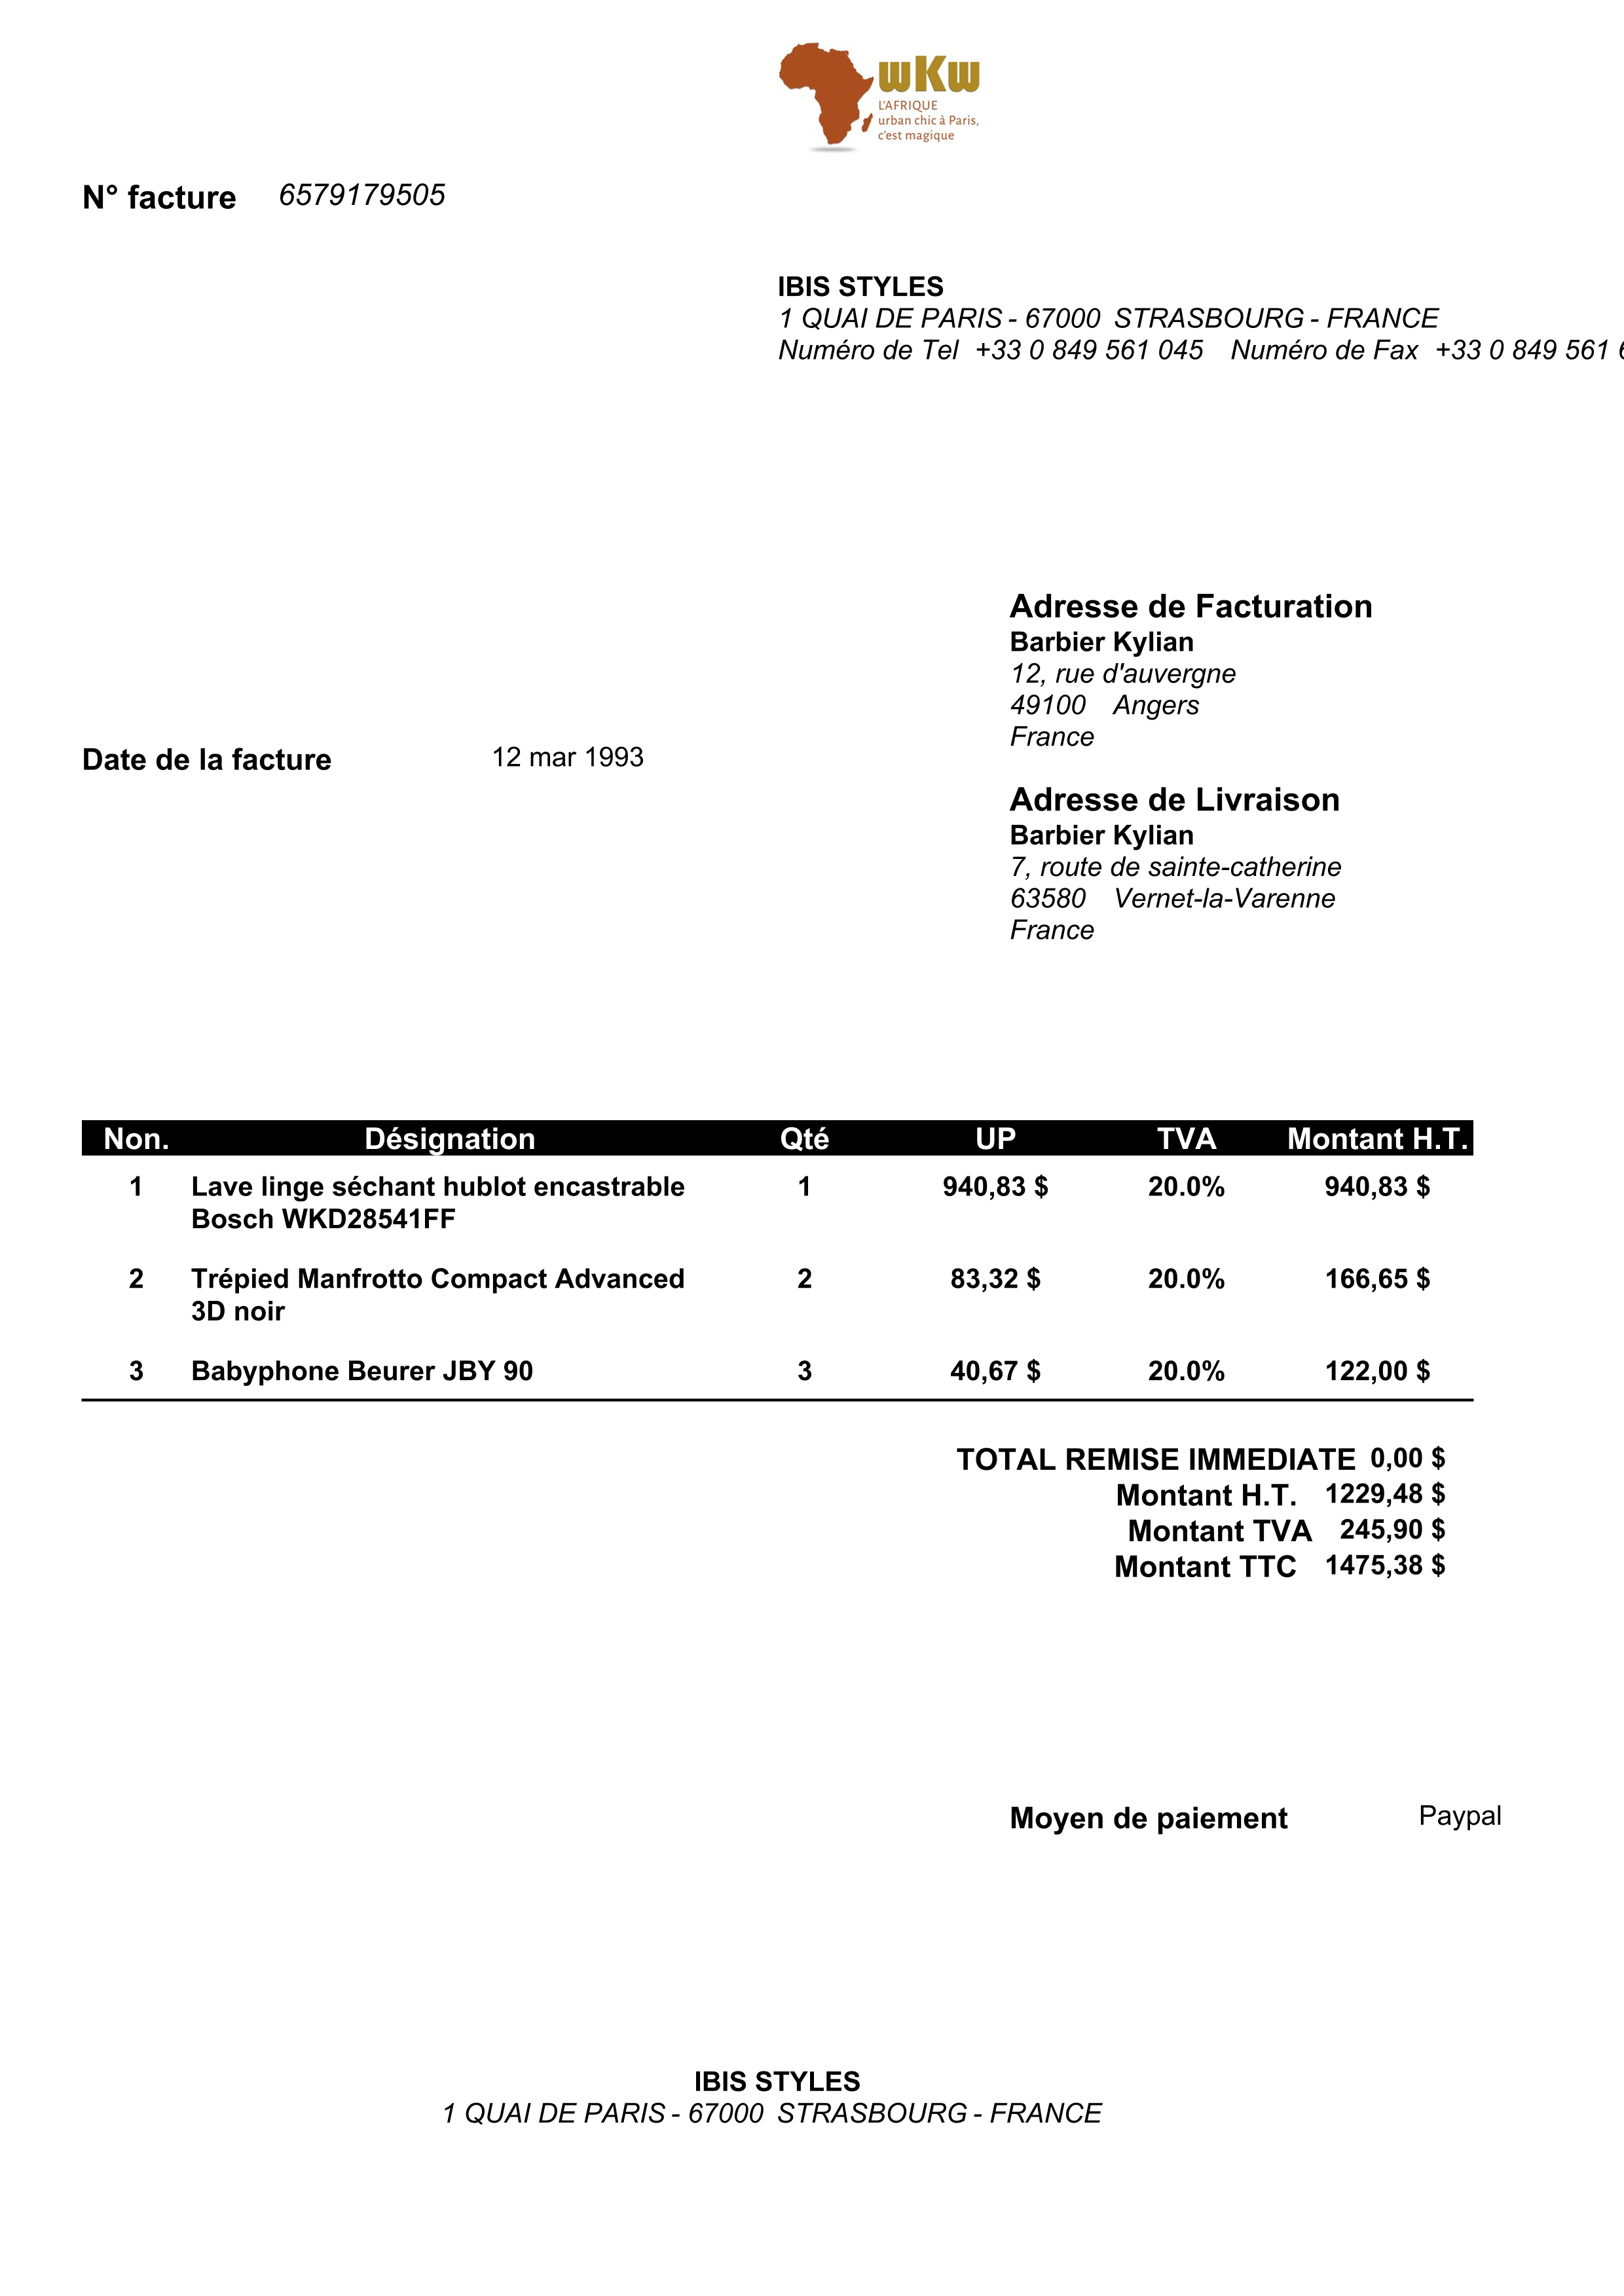 wKw
L'AFRIQUE
urban chic à Paris,
c'est magique
N° facture 6579179505
IBIS STYLES
1 QUAI DE PARIS - 67000 STRASBOURG - FRANCE
Numéro de Tel +33 0 849 561 045 Numéro de Fax +33 0 849 561
Adresse de Facturation
Barbier Kylian
12, rue d'auvergne
49100 Angers
France
Date de la facture 12 mar 1993
Adresse de Livraison
Barbier Kylian
7, route de sainte-catherine
63580 Vernet-la-Varenne
France
Non. Désignation Qté UP TVA Montant H.T.
1 Lave linge séchant hublot encastrable 1 940,83 $ 20.0% 940,83 $
Bosch WKD28541FF
2 Trépied Manfrotto Compact Advanced 2 83,32 $ 20.0% 166,65 $
3D noir
3 Babyphone Beurer JBY 90 3 40,67 $ 20.0% 122,00 $
TOTAL REMISE IMMEDIATE 0,00 $
Montant H.T. 1229,48 $
Montant TVA 245,90 $
Montant TTC 1475,38 $
Moyen de paiement Paypal
IBIS STYLES
1 QUAI DE PARIS - 67000 STRASBOURG - FRANCE